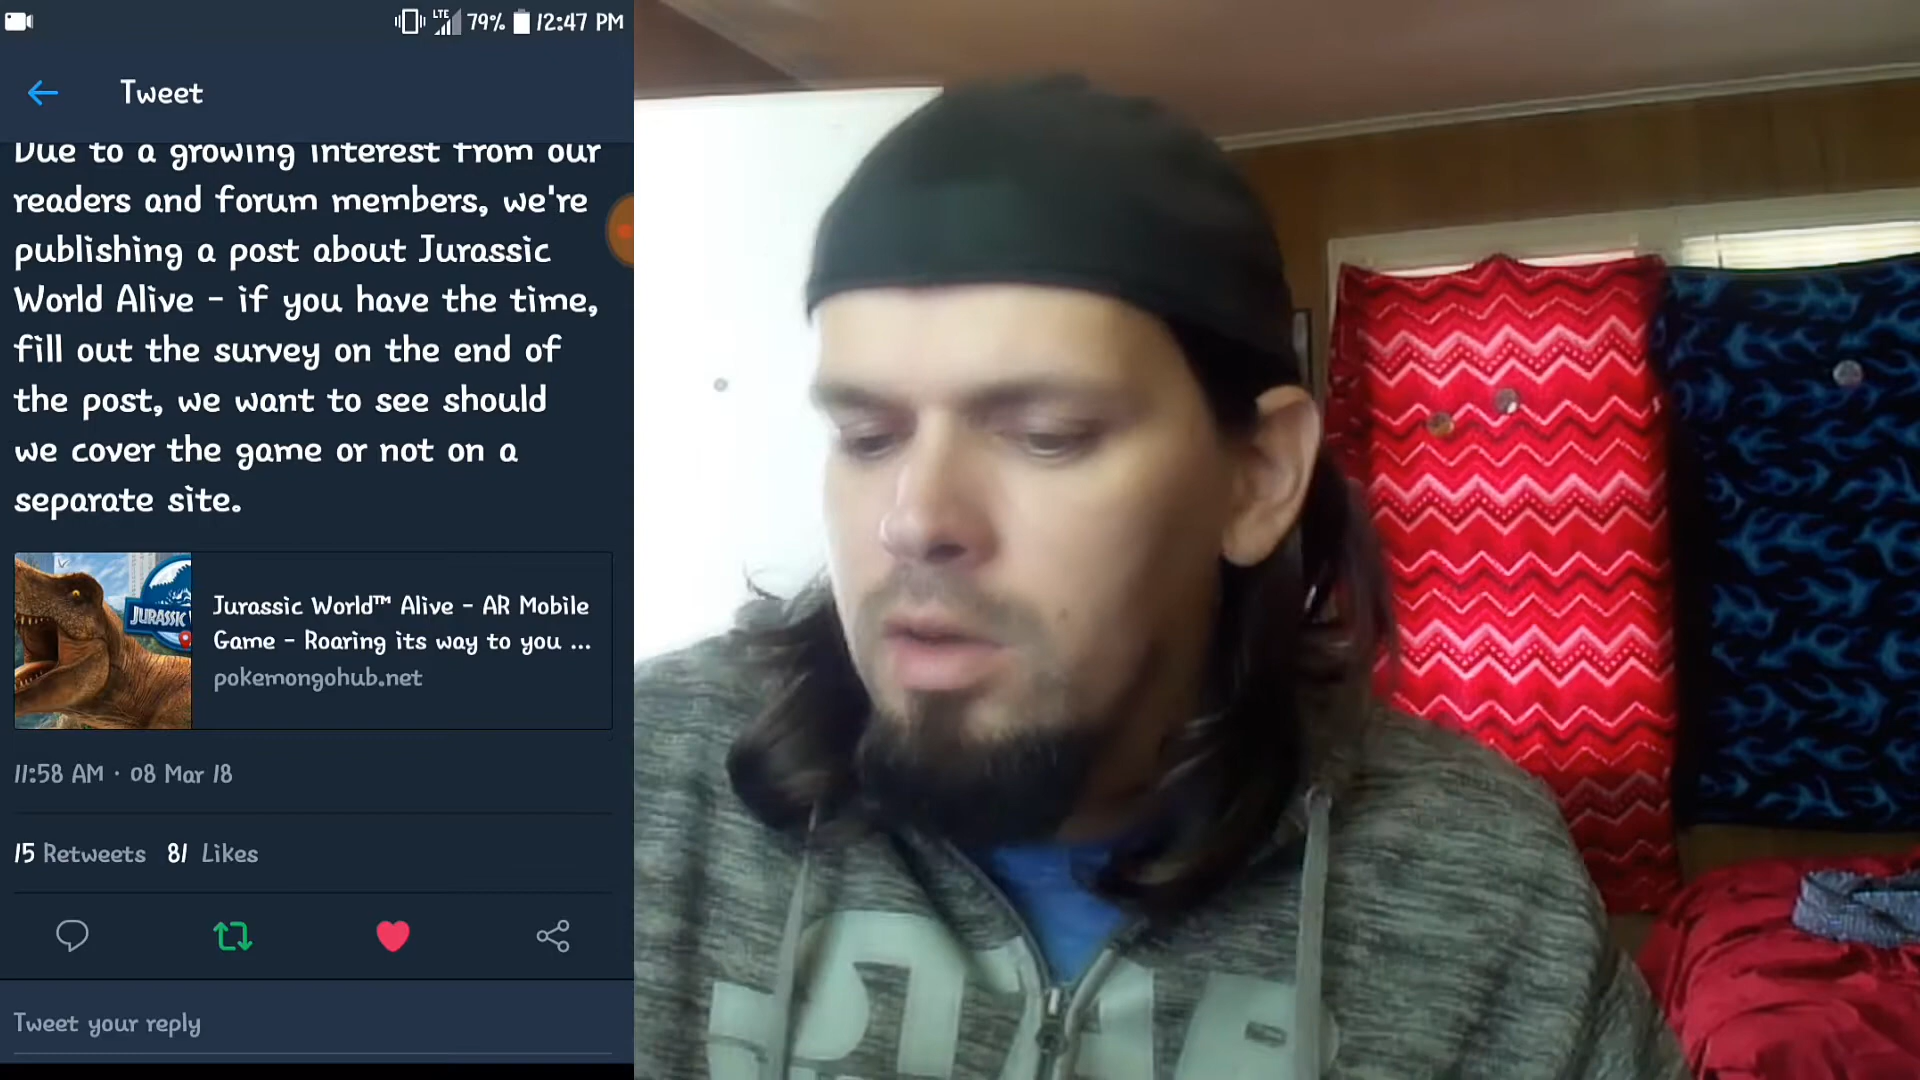 LTE 79% 12:47 PM
Tweet
Due to a growing interest from our
readers and forum members, we're
publishing a post about Jurassic
World Alive - if you have the time,
fill out the survey on the end of
the post, we want to see should
we cover the game or not on a
separate site.
JURASSIC
Jurassic World™ Alive - AR Mobile
Game - Roaring its way to you ...
pokemongohub.net
11:58 AM · 08 Mar 18
15 Retweets 81 Likes
Tweet your reply